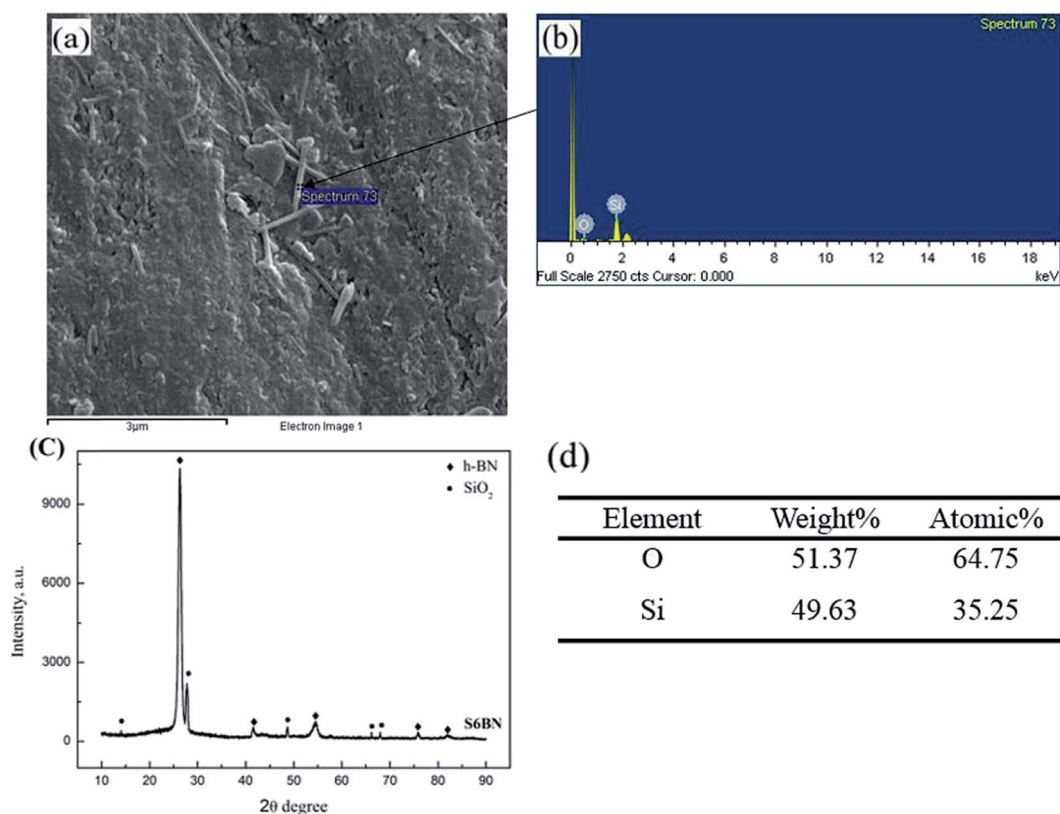 (a)
Spectrum 73
3µm
Electron Image 1
(b)
Spectrum 73
O
Si
0 2 4 6 8 10 12 14 16 18
Full Scale 2750 cts Cursor: 0.000
keV
(C)
◆ h-BN
• SiO₂
9000
6000
3000
0
Intensity, a.u.
S6BN
10 20 30 40 50 60 70 80 90
2θ degree
(d)
Element Weight% Atomic%
O 51.37 64.75
Si 49.63 35.25